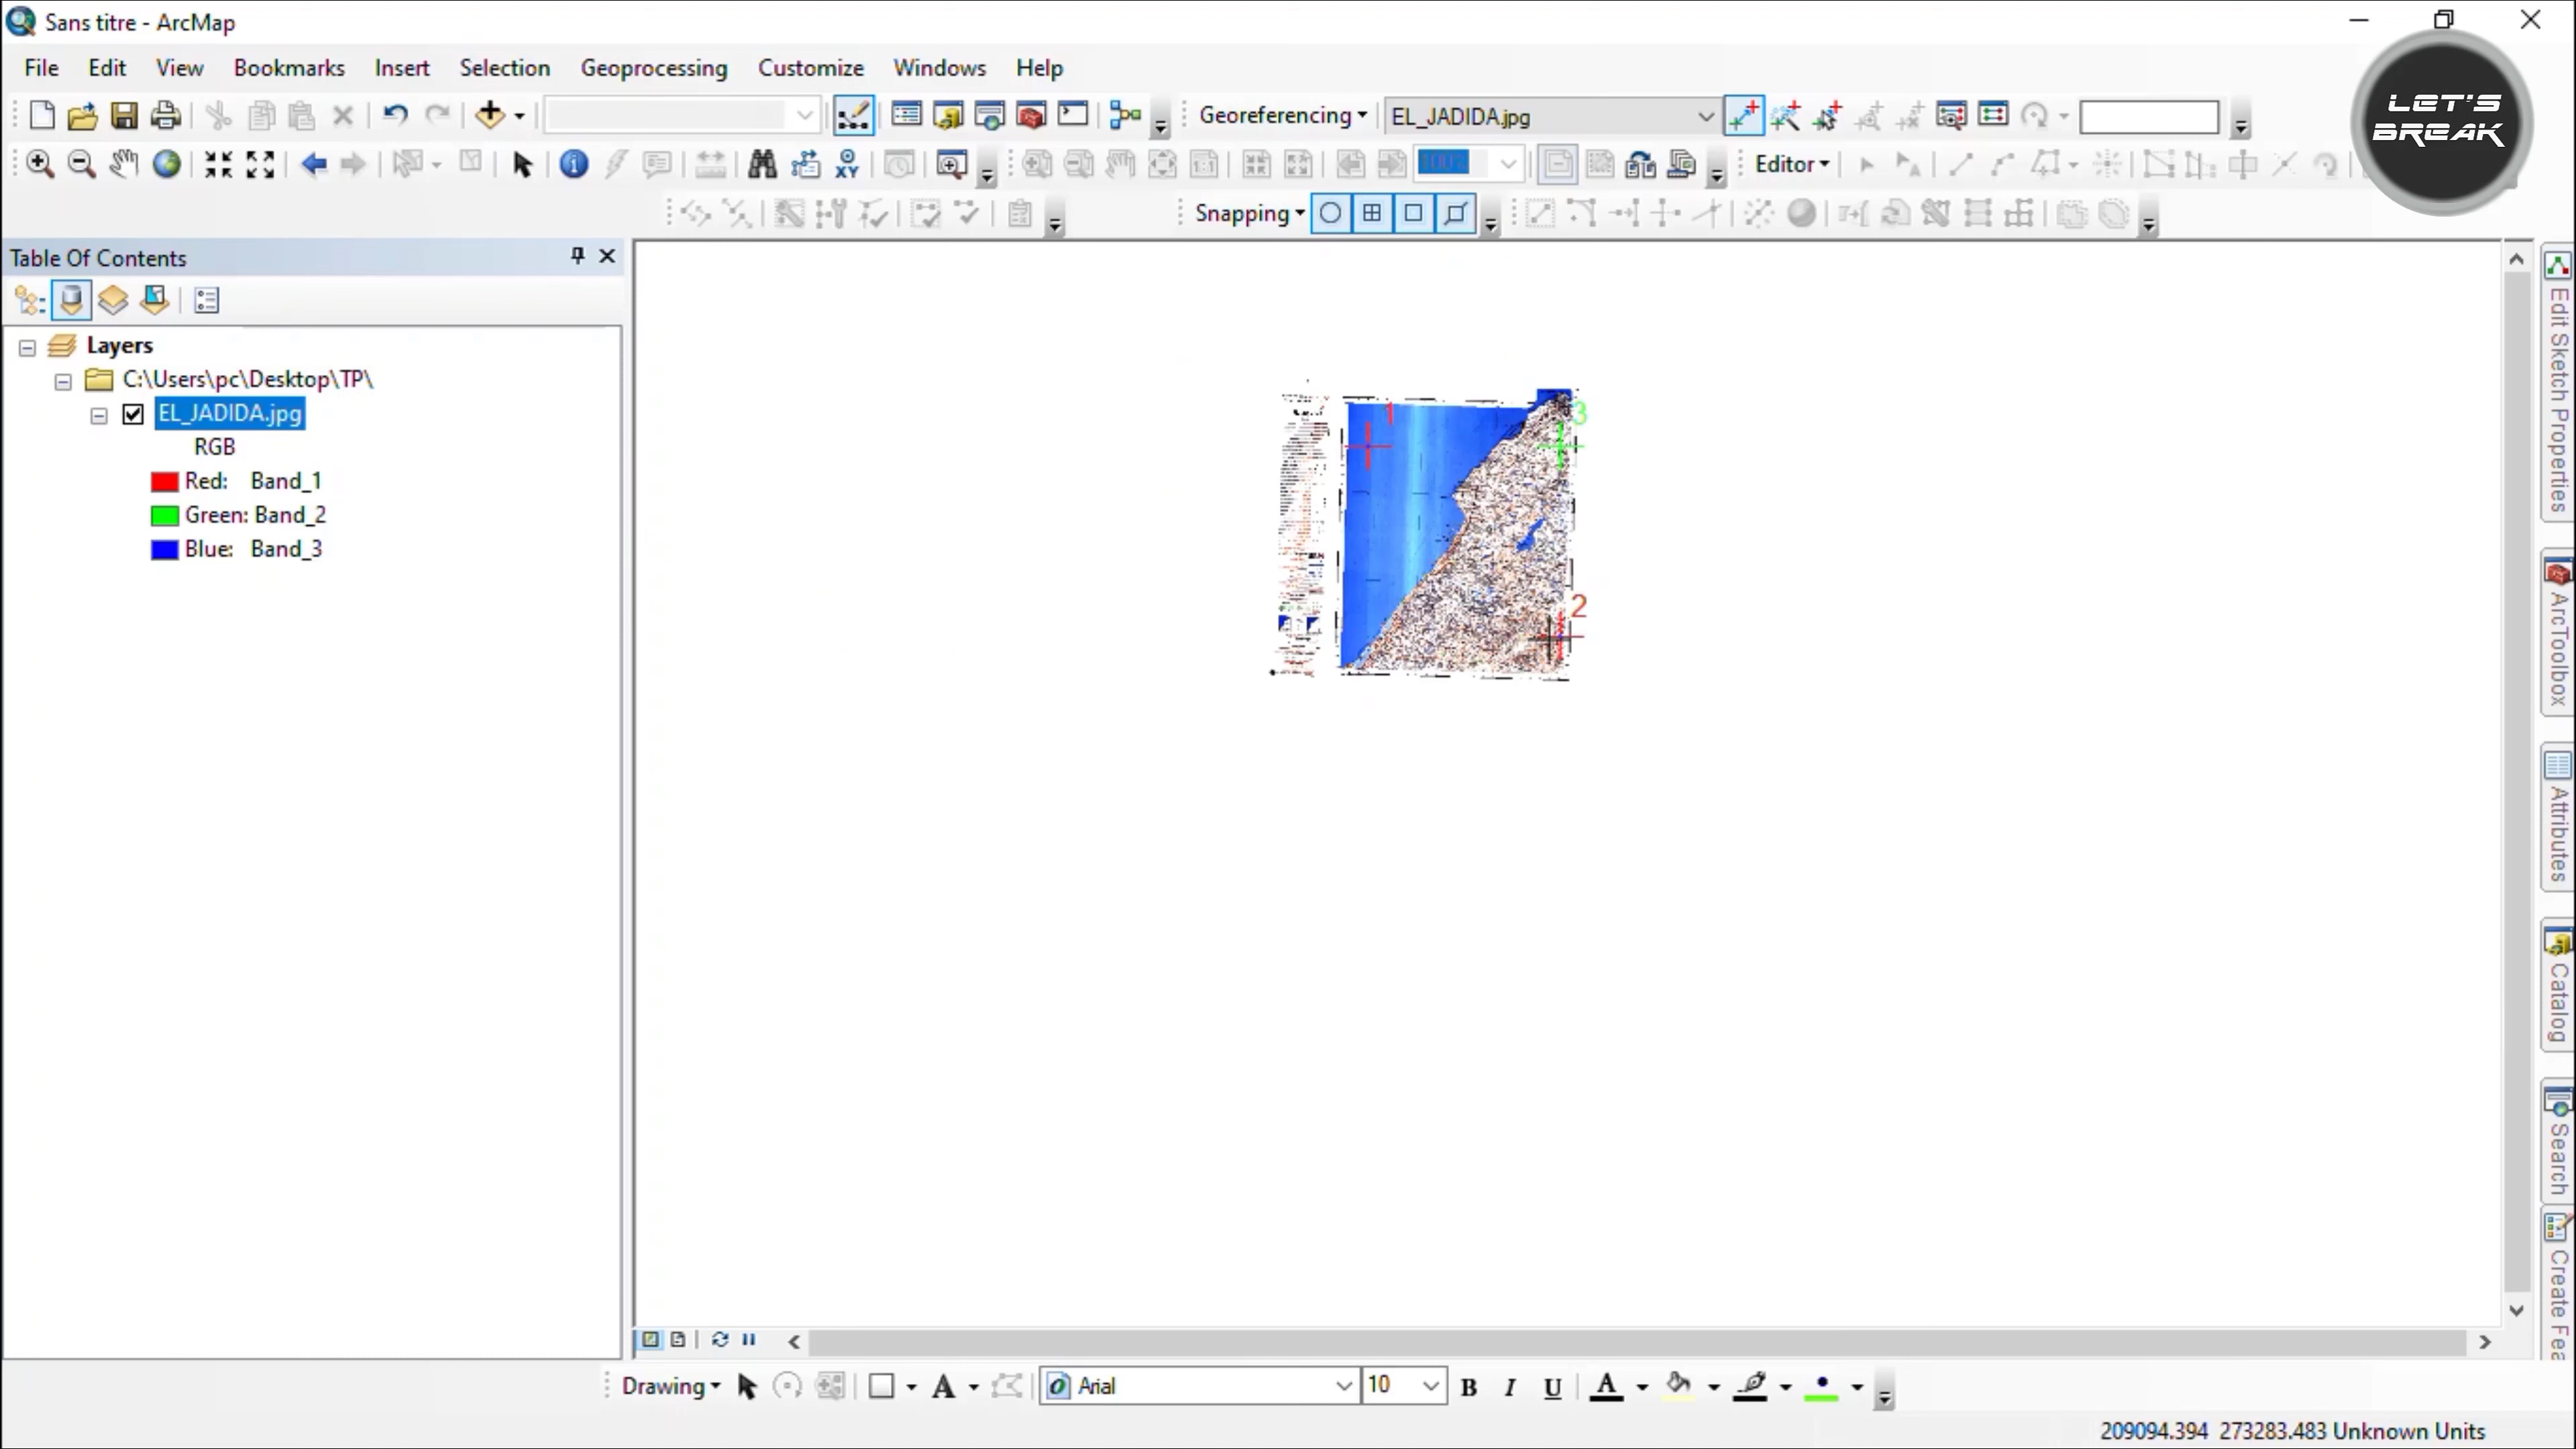 Sans titre - ArcMap
LET'S
BREAK
File Edit View Bookmarks Insert Selection Geoprocessing Customize Windows Help
Georeferencing EL_JADIDA.jpg
XY 1:1 Editor
Snapping
Table Of Contents
Layers
C:\Users\pc\Desktop\TP\
EL_JADIDA.jpg
RGB
Red: Band_1
Green: Band_2
Blue: Band_3
1
3
2
Edit Sketch Properties
ArcToolbox
Attributes
Catalog
Search
Create Fea
Drawing A Arial 10 B I U A
209094.394 273283.483 Unknown Units